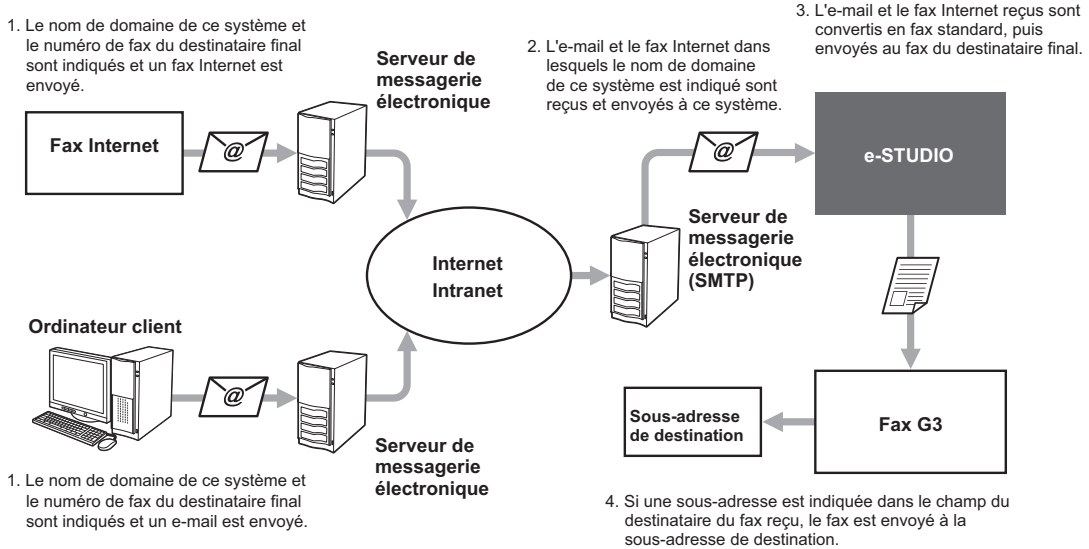 1. Le nom de domaine de ce système et
le numéro de fax du destinataire final
sont indiqués et un fax Internet est
envoyé.
Fax Internet
@
Serveur de
messagerie
électronique
2. L'e-mail et le fax Internet dans
lesquels le nom de domaine
de ce système est indiqué sont
reçus et envoyés à ce système.
3. L'e-mail et le fax Internet reçus sont
convertis en fax standard, puis
envoyés au fax du destinataire final.
@
e-STUDIO
Serveur de
messagerie
électronique
(SMTP)
Internet
Intranet
Ordinateur client
@
Serveur de
messagerie
électronique
1. Le nom de domaine de ce système et
le numéro de fax du destinataire final
sont indiqués et un e-mail est envoyé.
Sous-adresse
de destination
Fax G3
4. Si une sous-adresse est indiquée dans le champ du
destinataire du fax reçu, le fax est envoyé à la
sous-adresse de destination.